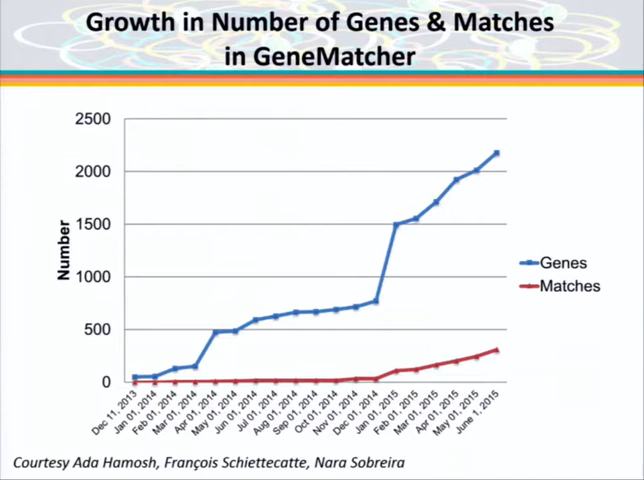 Growth in Number of Genes & Matches
in GeneMatcher
2500
2000
1500
1000
500
0
Number
Genes
Matches
Dec 11, 2013
Jan 01, 2014
Feb 01, 2014
Mar 01, 2014
Apr 01, 2014
May 01, 2014
Jun 01, 2014
Jul 01, 2014
Aug 01, 2014
Sep 01, 2014
Oct 01, 2014
Nov 01, 2014
Dec 01, 2014
Jan 01, 2015
Feb 01, 2015
Mar 01, 2015
Apr 01, 2015
May 01, 2015
June 1, 2015
Courtesy Ada Hamosh, François Schiettecatte, Nara Sobreira